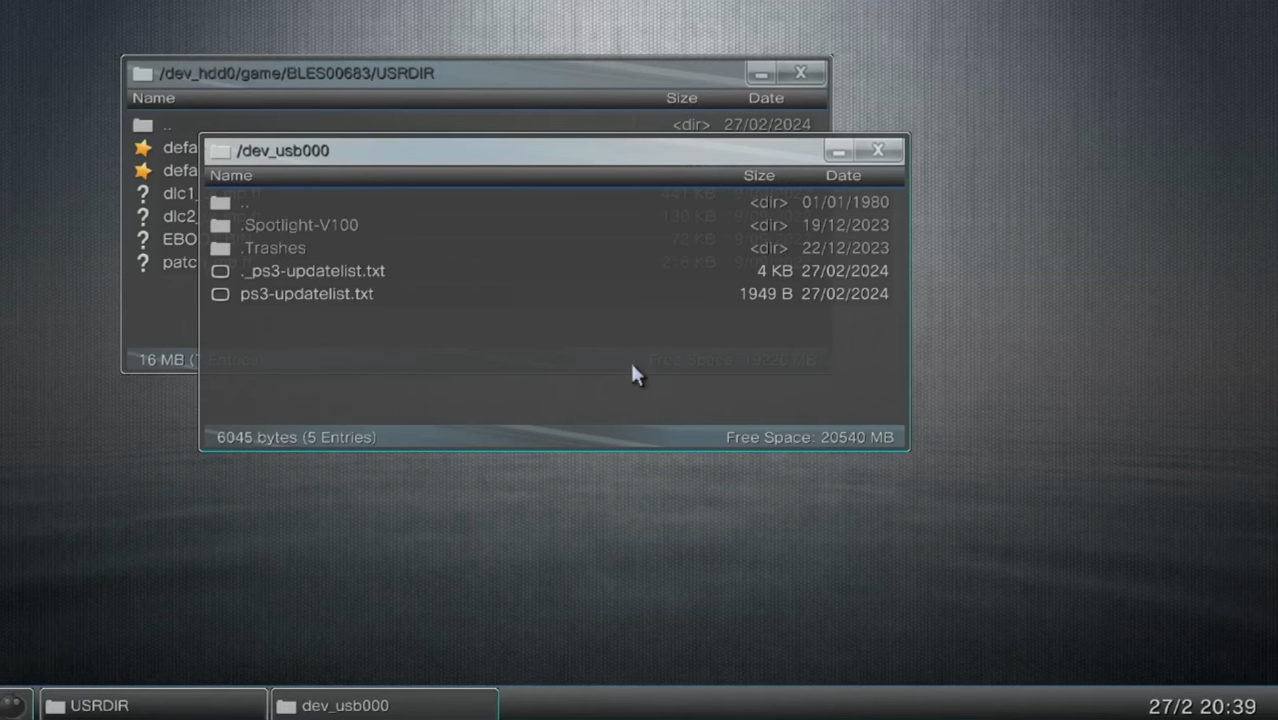 /dev_hdd0/game/BLES00683/USRDIR
Name Size Date
.. <dir> 27/02/2024
defa
defa
dlc1_
dlc2_
EBO
patc
16 MB
/dev_usb000
Name Size Date
.. <dir> 01/01/1980
.Spotlight-V100 <dir> 19/12/2023
.Trashes <dir> 22/12/2023
._ps3-updatelist.txt 4 KB 27/02/2024
ps3-updatelist.txt 1949 B 27/02/2024
6045 bytes (5 Entries) Free Space: 20540 MB
USRDIR dev_usb000 27/2 20:39